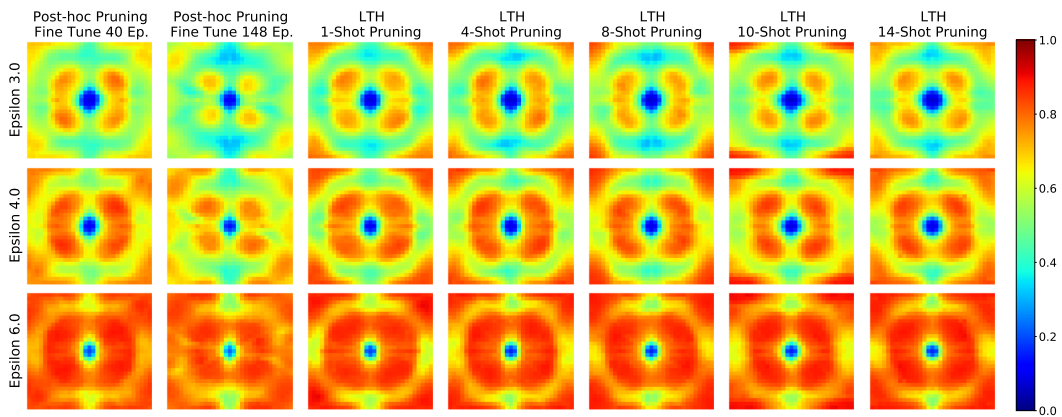 Post-hoc Pruning
Fine Tune 40 Ep.
Post-hoc Pruning
Fine Tune 148 Ep.
LTH
1-Shot Pruning
LTH
4-Shot Pruning
LTH
8-Shot Pruning
LTH
10-Shot Pruning
LTH
14-Shot Pruning
Epsilon 3.0
Epsilon 4.0
Epsilon 6.0
1.0
0.8
0.6
0.4
0.2
0.0